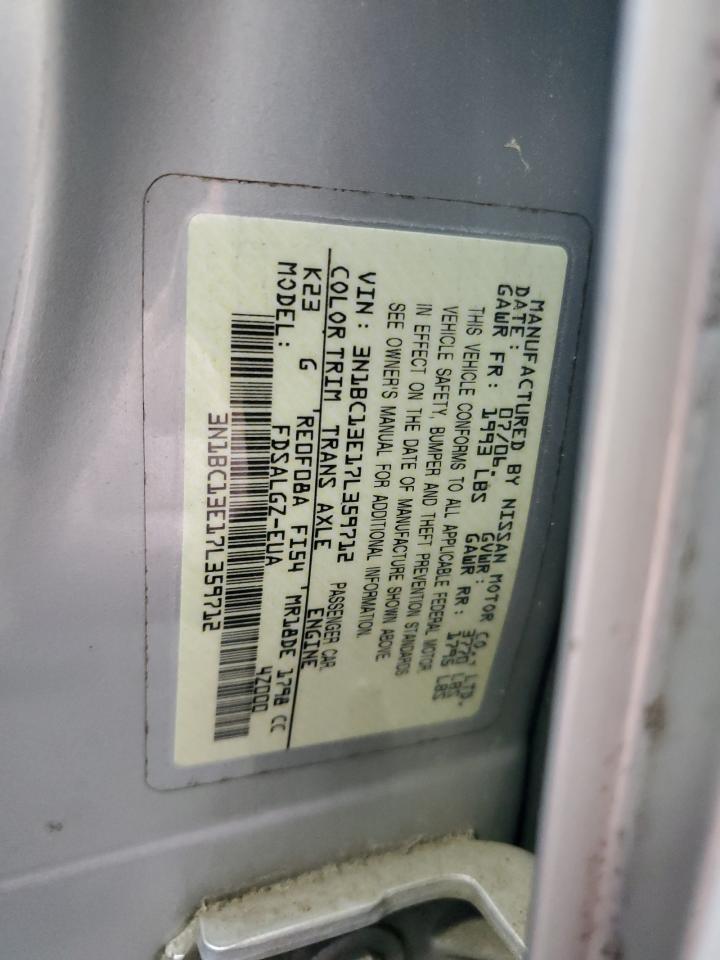 MANUFACTURED BY NISSAN MOTOR CO., LTD.
DATE: 07/06. GVWR: 3770 LBS
GAWR FR: 1993 LBS GAWR RR: 1795 LBS
THIS VEHICLE CONFORMS TO ALL APPLICABLE FEDERAL MOTOR
VEHICLE SAFETY, BUMPER AND THEFT PREVENTION STANDARDS
IN EFFECT ON THE DATE OF MANUFACTURE SHOWN ABOVE
SEE OWNER'S MANUAL FOR ADDITIONAL INFORMATION.
VIN: 3N1BC13E17L359712 PASSENGER CAR
COLOR TRIM TRANS AXLE ENGINE
K23 G RE0F08A FI54 MR18DE 1798 CC
MODEL: FDSALGZ-EUA 4Z000
3N1BC13E17L359712